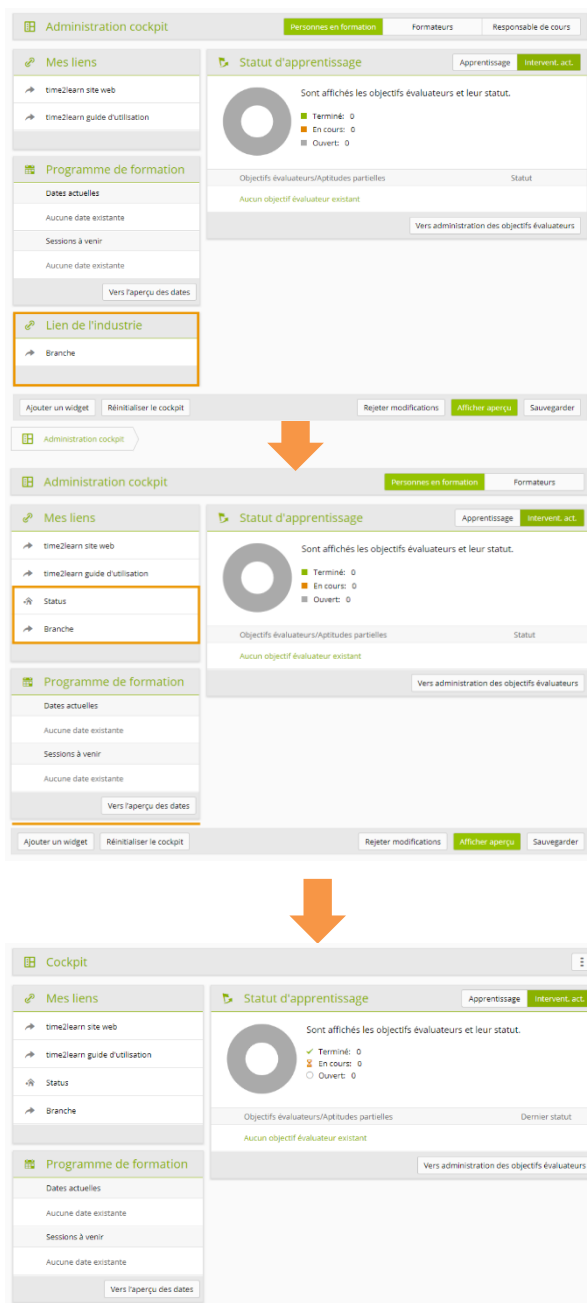 Administration cockpit
Personnes en formation
Formateurs
Responsable de cours
Mes liens
time2learn site web
time2learn guide d'utilisation
Programme de formation
Dates actuelles
Aucune date existante
Sessions à venir
Aucune date existante
Vers l'aperçu des dates
Lien de l'industrie
Branche
Statut d'apprentissage
Apprentissage
Intervent. act.
Sont affichés les objectifs évaluateurs et leur statut.
Terminé: 0
En cours: 0
Ouvert: 0
Objectifs évaluateurs/Aptitudes partielles
Statut
Aucun objectif évaluateur existant
Vers administration des objectifs évaluateurs
Ajouter un widget
Réinitialiser le cockpit
Rejeter modifications
Afficher aperçu
Sauvegarder
Administration cockpit
Administration cockpit
Personnes en formation
Formateurs
Mes liens
time2learn site web
time2learn guide d'utilisation
Status
Branche
Programme de formation
Dates actuelles
Aucune date existante
Sessions à venir
Aucune date existante
Vers l'aperçu des dates
Statut d'apprentissage
Apprentissage
Intervent. act.
Sont affichés les objectifs évaluateurs et leur statut.
Terminé: 0
En cours: 0
Ouvert: 0
Objectifs évaluateurs/Aptitudes partielles
Statut
Aucun objectif évaluateur existant
Vers administration des objectifs évaluateurs
Ajouter un widget
Réinitialiser le cockpit
Rejeter modifications
Afficher aperçu
Sauvegarder
Cockpit
Mes liens
time2learn site web
time2learn guide d'utilisation
Status
Branche
Programme de formation
Dates actuelles
Aucune date existante
Sessions à venir
Aucune date existante
Vers l'aperçu des dates
Statut d'apprentissage
Apprentissage
Intervent. act.
Sont affichés les objectifs évaluateurs et leur statut.
Terminé: 0
En cours: 0
Ouvert: 0
Objectifs évaluateurs/Aptitudes partielles
Dernier statut
Aucun objectif évaluateur existant
Vers administration des objectifs évaluateurs